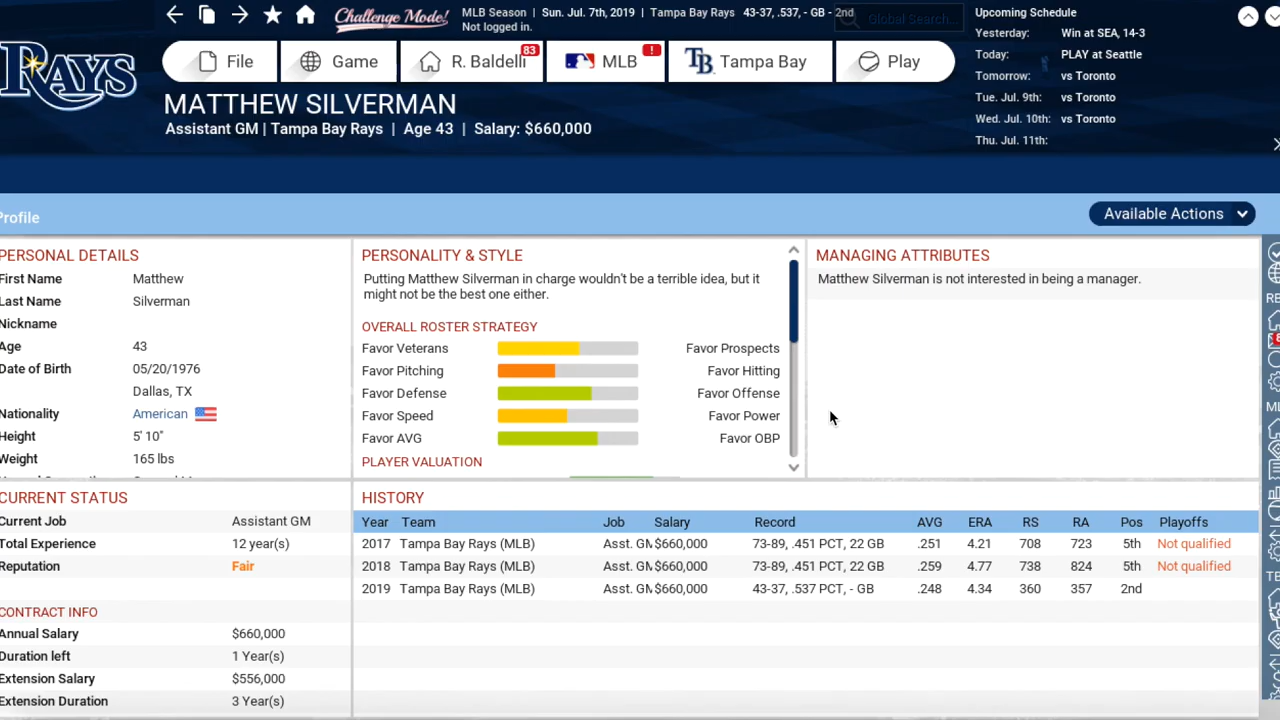 Challenge Mode!
MLB Season | Sun. Jul. 7th, 2019 | Tampa Bay Rays 43-37, .537, - GB - 2nd
Not logged in.
Global Search...
Upcoming Schedule
Yesterday: Win at SEA, 14-3
Today: PLAY at Seattle
Tomorrow: vs Toronto
Tue. Jul. 9th: vs Toronto
Wed. Jul. 10th: vs Toronto
Thu. Jul. 11th:
RAYS
File
Game
R. Baldelli
83
MLB
!
TB
Tampa Bay
Play
MATTHEW SILVERMAN
Assistant GM | Tampa Bay Rays | Age 43 | Salary: $660,000
Profile
Available Actions
PERSONAL DETAILS
First Name Matthew
Last Name Silverman
Nickname
Age 43
Date of Birth 05/20/1976
Dallas, TX
Nationality American
Height 5' 10"
Weight 165 lbs
PERSONALITY & STYLE
Putting Matthew Silverman in charge wouldn't be a terrible idea, but it
might not be the best one either.
OVERALL ROSTER STRATEGY
Favor Veterans Favor Prospects
Favor Pitching Favor Hitting
Favor Defense Favor Offense
Favor Speed Favor Power
Favor AVG Favor OBP
PLAYER VALUATION
MANAGING ATTRIBUTES
Matthew Silverman is not interested in being a manager.
CURRENT STATUS
Current Job Assistant GM
Total Experience 12 year(s)
Reputation Fair
CONTRACT INFO
Annual Salary $660,000
Duration left 1 Year(s)
Extension Salary $556,000
Extension Duration 3 Year(s)
HISTORY
Year Team Job Salary Record AVG ERA RS RA Pos Playoffs
2017 Tampa Bay Rays (MLB) Asst. GM $660,000 73-89, .451 PCT, 22 GB .251 4.21 708 723 5th Not qualified
2018 Tampa Bay Rays (MLB) Asst. GM $660,000 73-89, .451 PCT, 22 GB .259 4.77 738 824 5th Not qualified
2019 Tampa Bay Rays (MLB) Asst. GM $660,000 43-37, .537 PCT, - GB .248 4.34 360 357 2nd